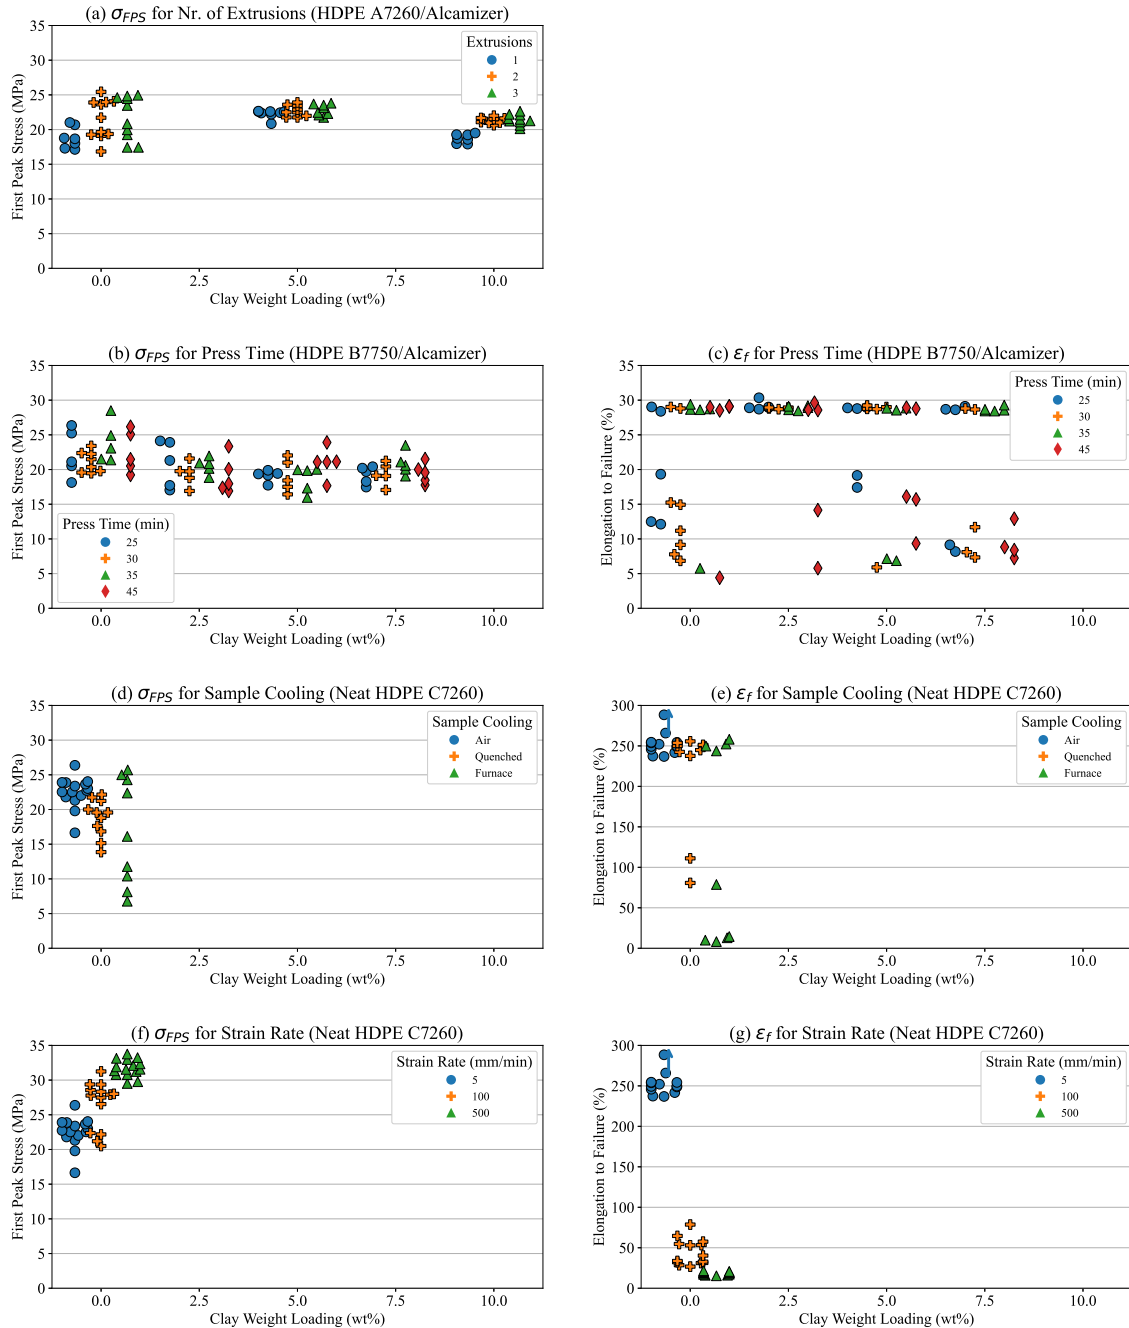 (a) σFPS for Nr. of Extrusions (HDPE A7260/Alcamizer)
First Peak Stress (MPa)
35
30
25
20
15
10
5
0
Extrusions
1
2
3
0.0 2.5 5.0 7.5 10.0
Clay Weight Loading (wt%)
(b) σFPS for Press Time (HDPE B7750/Alcamizer)
First Peak Stress (MPa)
35
30
25
20
15
10
5
0
Press Time (min)
25
30
35
45
0.0 2.5 5.0 7.5 10.0
Clay Weight Loading (wt%)
(c) εf for Press Time (HDPE B7750/Alcamizer)
Elongation to Failure (%)
35
30
25
20
15
10
5
0
Press Time (min)
25
30
35
45
0.0 2.5 5.0 7.5 10.0
Clay Weight Loading (wt%)
(d) σFPS for Sample Cooling (Neat HDPE C7260)
First Peak Stress (MPa)
35
30
25
20
15
10
5
0
Sample Cooling
Air
Quenched
Furnace
0.0 2.5 5.0 7.5 10.0
Clay Weight Loading (wt%)
(e) εf for Sample Cooling (Neat HDPE C7260)
Elongation to Failure (%)
300
250
200
150
100
50
0
Sample Cooling
Air
Quenched
Furnace
0.0 2.5 5.0 7.5 10.0
Clay Weight Loading (wt%)
(f) σFPS for Strain Rate (Neat HDPE C7260)
First Peak Stress (MPa)
35
30
25
20
15
10
5
0
Strain Rate (mm/min)
5
100
500
0.0 2.5 5.0 7.5 10.0
Clay Weight Loading (wt%)
(g) εf for Strain Rate (Neat HDPE C7260)
Elongation to Failure (%)
300
250
200
150
100
50
0
Strain Rate (mm/min)
5
100
500
0.0 2.5 5.0 7.5 10.0
Clay Weight Loading (wt%)